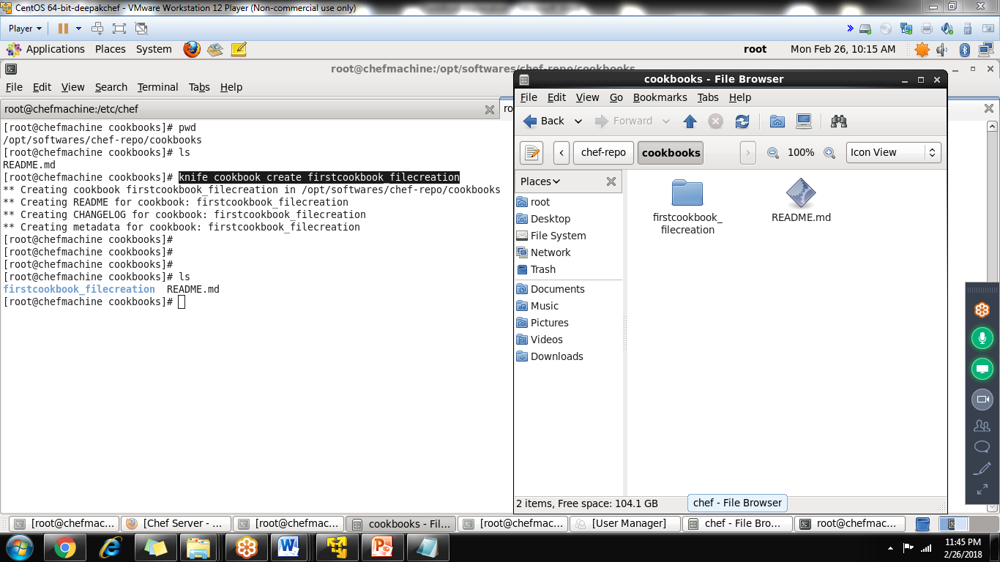 CentOS 64-bit-deepakchef - VMware Workstation 12 Player (Non-commercial use only)
Player
Applications Places System
root Mon Feb 26, 10:15 AM
root@chefmachine:/opt/softwares/chef-repo/cookbooks
File Edit View Search Terminal Tabs Help
root@chefmachine:/etc/chef
[root@chefmachine cookbooks]# pwd
/opt/softwares/chef-repo/cookbooks
[root@chefmachine cookbooks]# ls
README.md
[root@chefmachine cookbooks]# knife cookbook create firstcookbook_filecreation
** Creating cookbook firstcookbook_filecreation in /opt/softwares/chef-repo/cookbooks
** Creating README for cookbook: firstcookbook_filecreation
** Creating CHANGELOG for cookbook: firstcookbook_filecreation
** Creating metadata for cookbook: firstcookbook_filecreation
[root@chefmachine cookbooks]#
[root@chefmachine cookbooks]#
[root@chefmachine cookbooks]#
[root@chefmachine cookbooks]# ls
firstcookbook_filecreation README.md
[root@chefmachine cookbooks]#
cookbooks - File Browser
File Edit View Go Bookmarks Tabs Help
Back Forward
chef-repo cookbooks 100% Icon View
Places
root
Desktop
File System
Network
Trash
Documents
Music
Pictures
Videos
Downloads
firstcookbook_
filecreation
README.md
2 items, Free space: 104.1 GB
chef - File Browser
[root@chefmac...
[Chef Server - ...
[root@chefmac...
cookbooks - Fil...
[root@chefmac...
[User Manager]
chef - File Bro...
root@chefmac...
11:45 PM
2/26/2018